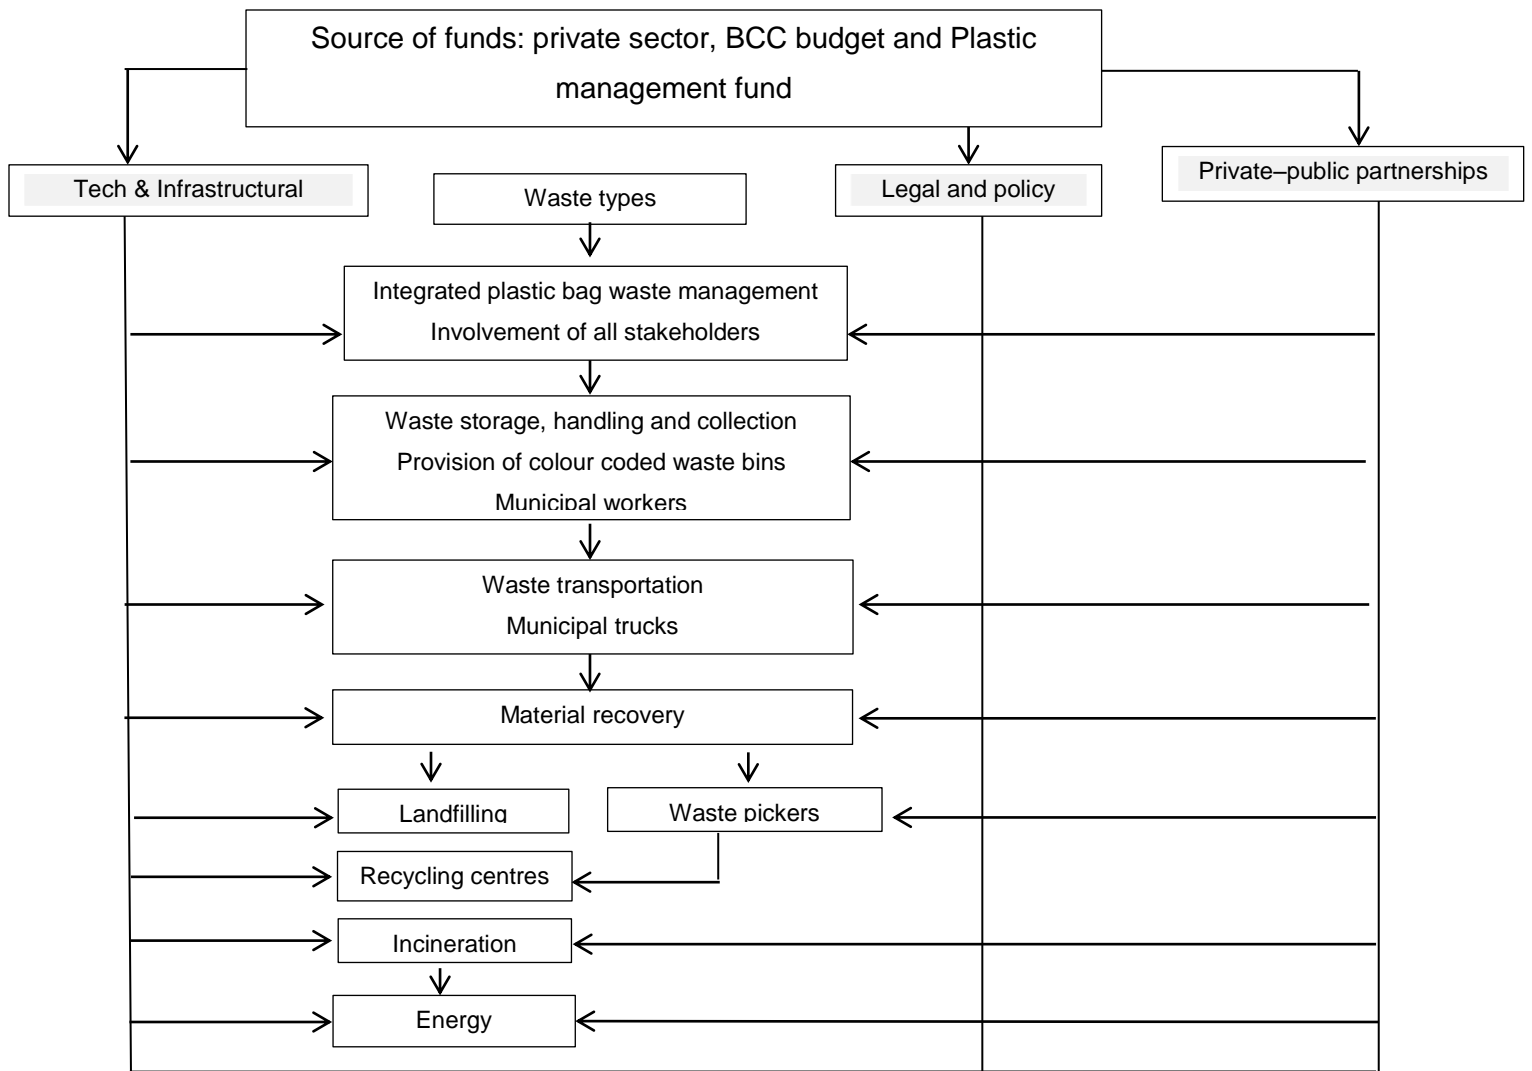 Source of funds: private sector, BCC budget and Plastic
management fund
Tech & Infrastructural
Waste types
Legal and policy
Private–public partnerships
Integrated plastic bag waste management
Involvement of all stakeholders
Waste storage, handling and collection
Provision of colour coded waste bins
Municipal workers
Waste transportation
Municipal trucks
Material recovery
Landfilling
Waste pickers
Recycling centres
Incineration
Energy